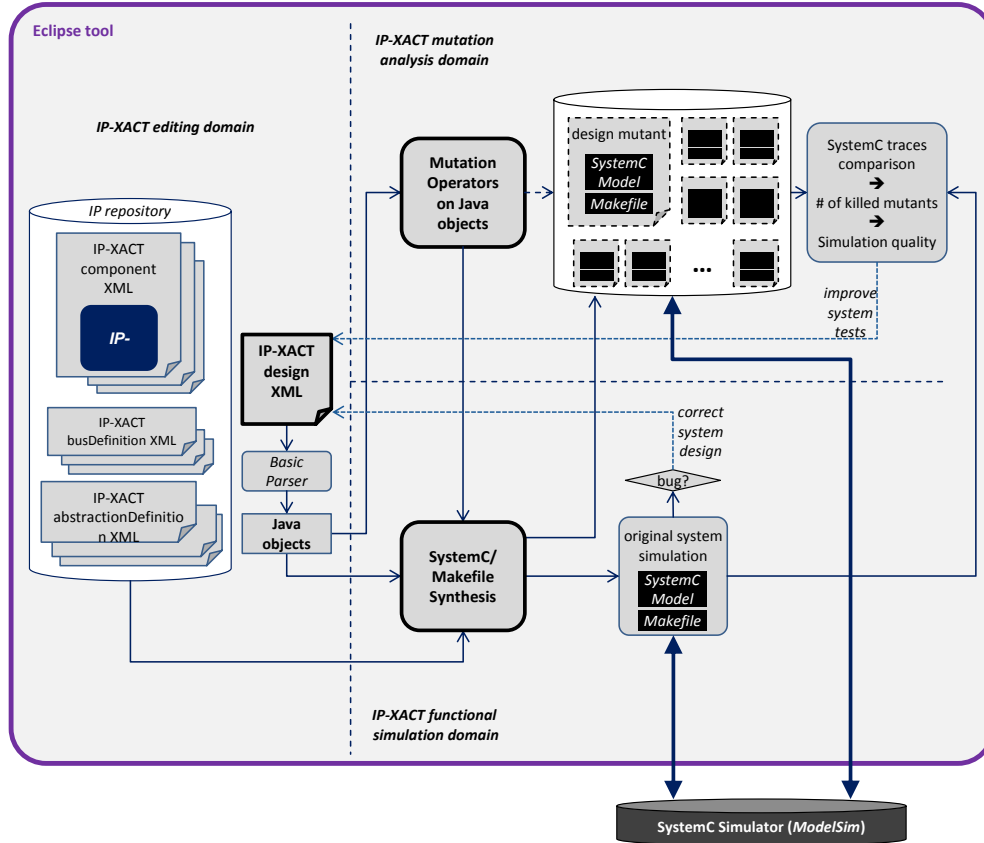 Eclipse tool
IP-XACT mutation
analysis domain
IP-XACT editing domain
IP repository
IP-XACT
component
XML
IP-
IP-XACT
busDefinition XML
IP-XACT
abstractionDefinitio
n XML
IP-XACT
design
XML
Basic
Parser
Java
objects
Mutation
Operators
on Java
objects
design mutant
SystemC
Model
Makefile
...
SystemC traces
comparison
➔
# of killed mutants
➔
Simulation quality
improve
system
tests
correct
system
design
bug?
SystemC/
Makefile
Synthesis
original system
simulation
SystemC
Model
Makefile
IP-XACT functional
simulation domain
SystemC Simulator (ModelSim)